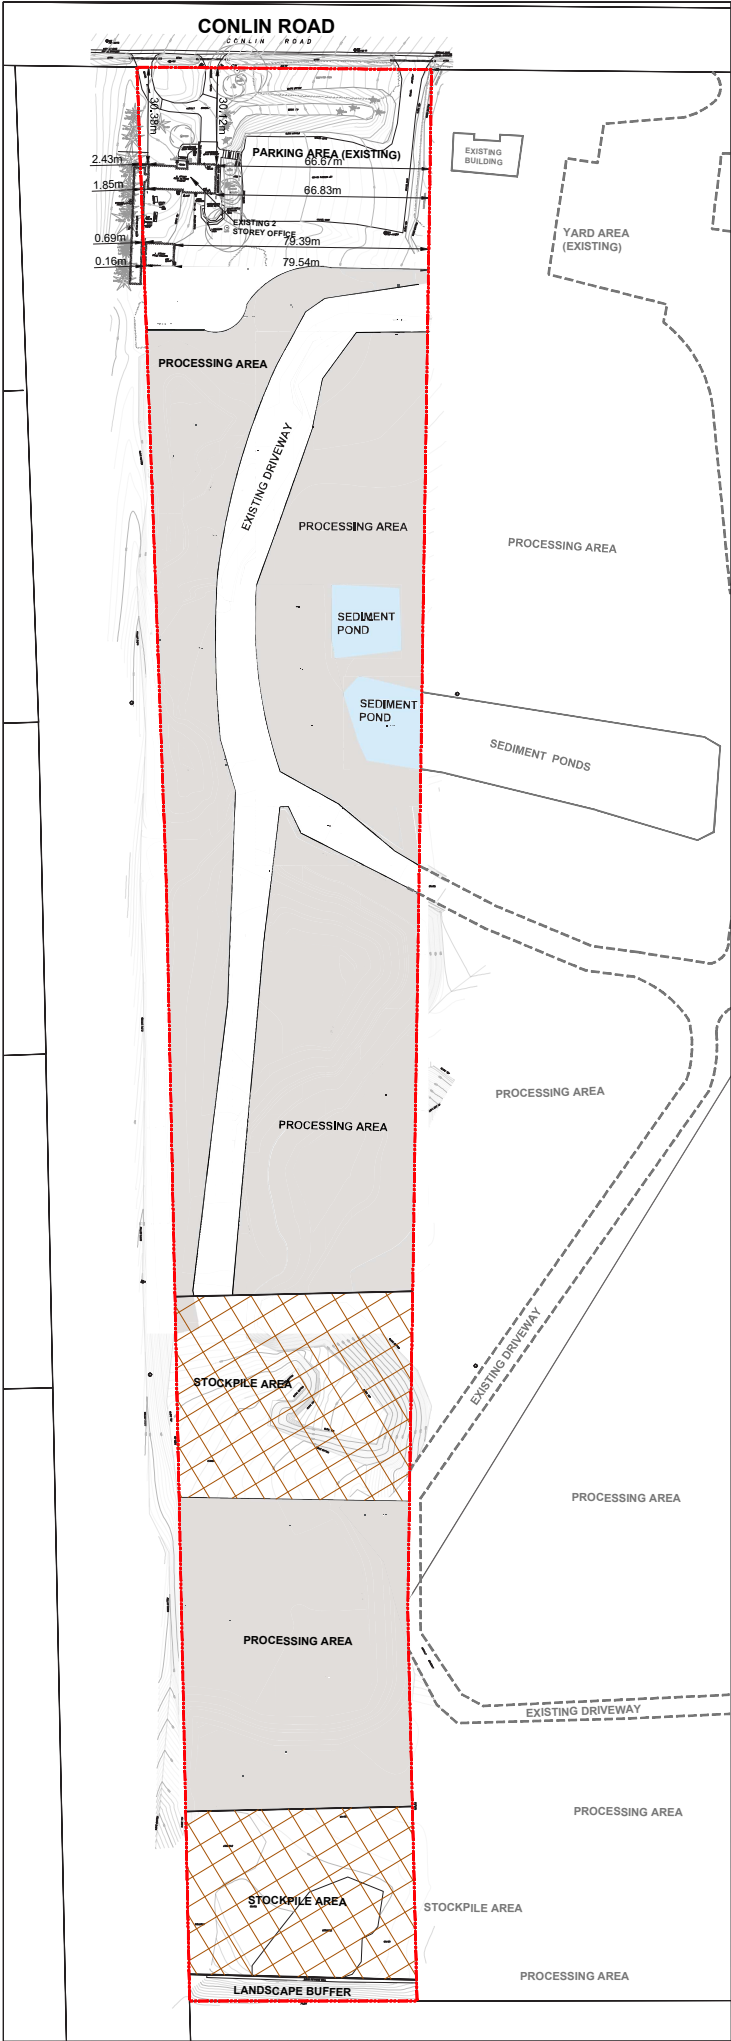 CONLIN ROAD
CONLIN ROAD
30.38m
30.12m
PARKING AREA (EXISTING)
2.43m
66.67m
1.85m
66.83m
EXISTING 2
STOREY OFFICE
0.69m
79.39m
0.16m
79.54m
EXISTING
BUILDING
YARD AREA
(EXISTING)
PROCESSING AREA
EXISTING DRIVEWAY
PROCESSING AREA
PROCESSING AREA
SEDIMENT
POND
SEDIMENT
POND
SEDIMENT PONDS
PROCESSING AREA
PROCESSING AREA
EXISTING DRIVEWAY
STOCKPILE AREA
PROCESSING AREA
PROCESSING AREA
EXISTING DRIVEWAY
PROCESSING AREA
STOCKPILE AREA
STOCKPILE AREA
PROCESSING AREA
LANDSCAPE BUFFER